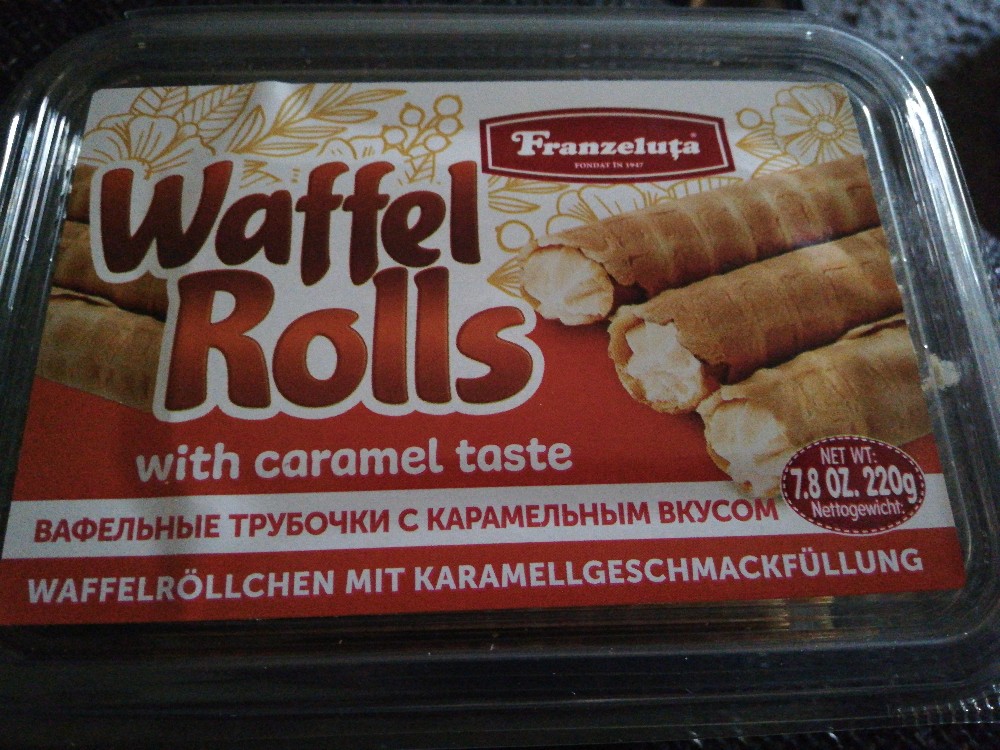 Franzeluța
FONDAT ÎN 1947
Waffel
Rolls
with caramel taste
NET WT:
7.8 OZ. 220g
Nettogewicht:
ВАФЕЛЬНЫЕ ТРУБОЧКИ С КАРАМЕЛЬНЫМ ВКУСОМ
WAFFELRÖLLCHEN MIT KARAMELLGESCHMACKFÜLLUNG